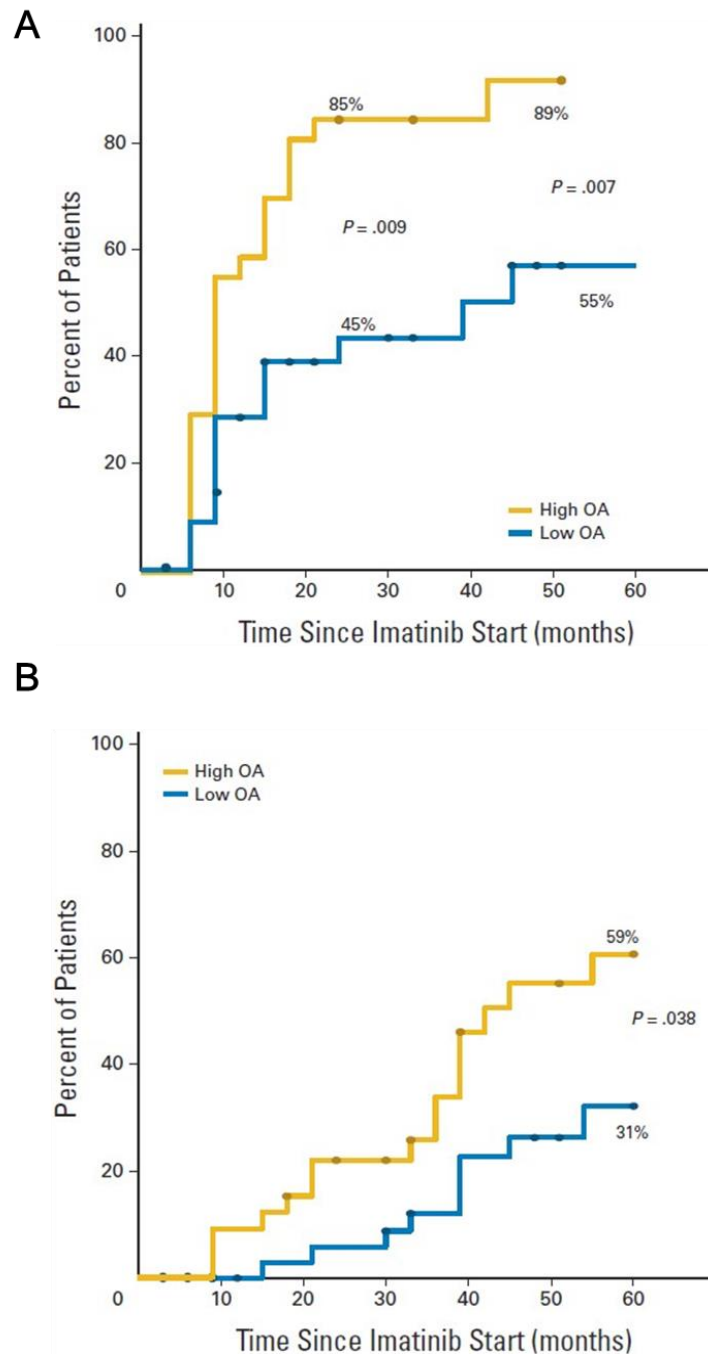 A
100
85%
89%
80
P = .007
P = .009
60
Percent of Patients
45%
55%
40
20
High OA
Low OA
0 10 20 30 40 50 60
Time Since Imatinib Start (months)
B
100
High OA
Low OA
80
59%
60
P = .038
Percent of Patients
40
31%
20
0 10 20 30 40 50 60
Time Since Imatinib Start (months)